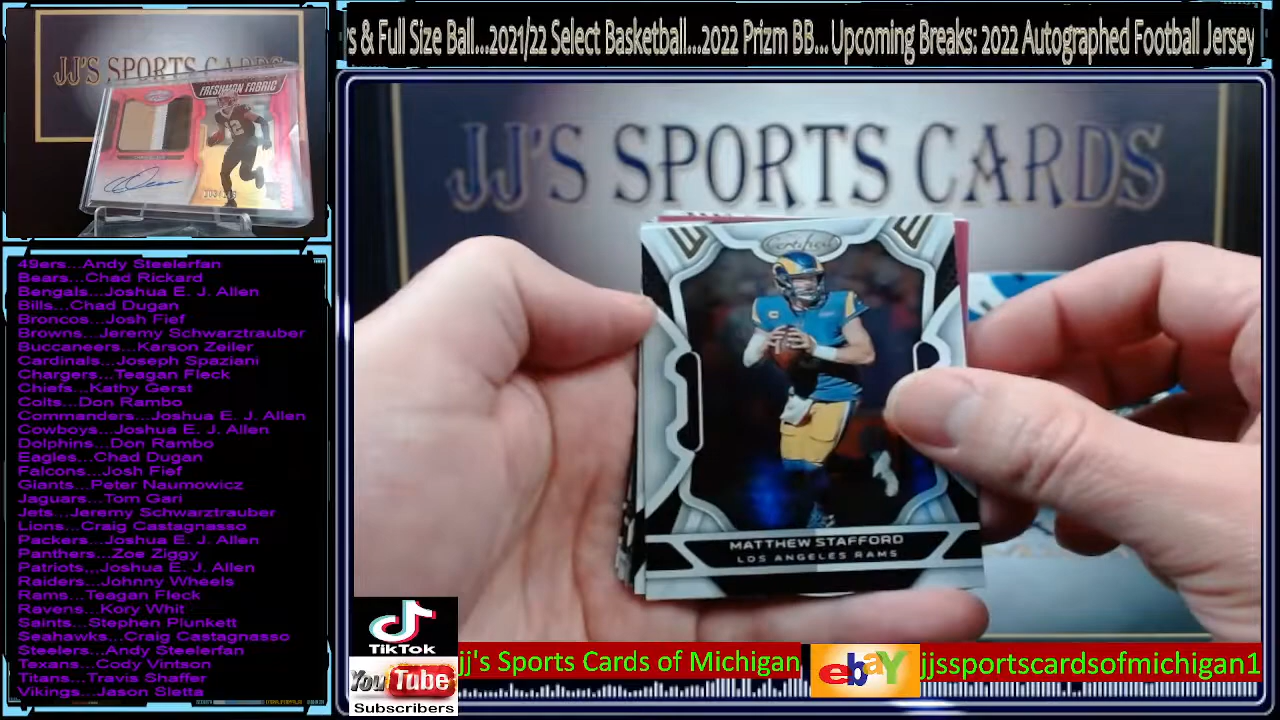 s & Full Size Ball...2021/22 Select Basketball...2022 Prizm BB... Upcoming Breaks: 2022 Autographed Football Jersey
JJ'S SPORTS CARDS
FRESHMAN FABRIC
12
JJ'S SPORTS CARDS
Certified
MATTHEW STAFFORD
LOS ANGELES RAMS
49ers...Andy Steelerfan
Bears...Chad Rickard
Bengals...Joshua E. J. Allen
Bills...Chad Dugan
Broncos...Josh Fief
Browns...Jeremy Schwarztrauber
Buccaneers...Karson Zeiler
Cardinals...Joseph Spaziani
Chargers...Teagan Fleck
Chiefs...Kathy Gerst
Colts...Don Rambo
Commanders...Joshua E. J. Allen
Cowboys...Joshua E. J. Allen
Dolphins...Don Rambo
Eagles...Chad Dugan
Falcons...Josh Fief
Giants...Peter Naumowicz
Jaguars...Tom Gari
Jets...Jeremy Schwarztrauber
Lions...Craig Castagnasso
Packers...Joshua E. J. Allen
Panthers...Zoe Ziggy
Patriots,,,Joshua E. J. Allen
Raiders...Johnny Wheels
Rams...Teagan Fleck
Ravens...Kory Whit
Saints...Stephen Plunkett
Seahawks...Craig Castagnasso
Steelers...Andy Steelerfan
Texans...Cody Vintson
Titans...Travis Shaffer
Vikings...Jason Sletta
TikTok
YouTube
Subscribers
jj's Sports Cards of Michigan
ebay
jjssportscardsofmichigan1